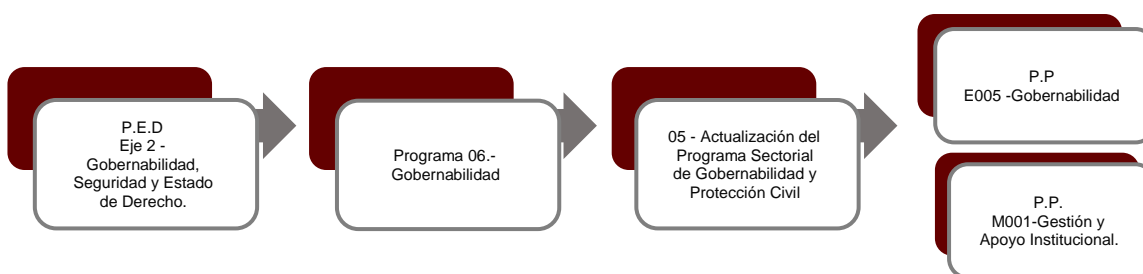 P.E.D
Eje 2 -
Gobernabilidad,
Seguridad y Estado
de Derecho.
Programa 06.-
Gobernabilidad
05 - Actualización del
Programa Sectorial
de Gobernabilidad y
Protección Civil
P.P
E005 -Gobernabilidad
P.P.
M001-Gestión y
Apoyo Institucional.